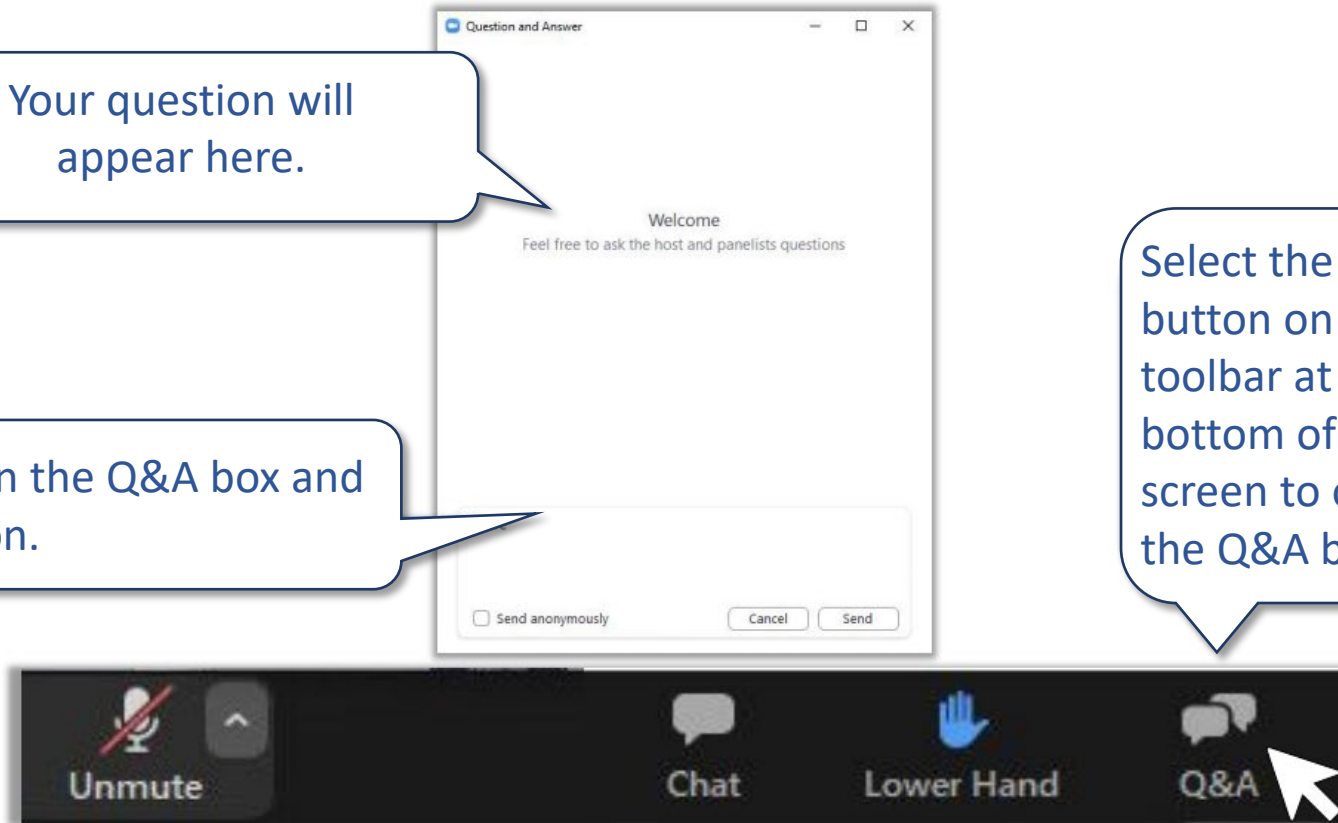 Question and Answer
Your question will
appear here.
Welcome
Feel free to ask the host and panelists questions
Select the
button on
toolbar at
bottom of
screen to
the Q&A
the Q&A box and
Send anonymously
Cancel
Send
Unmute
Chat
Lower Hand
Q&A